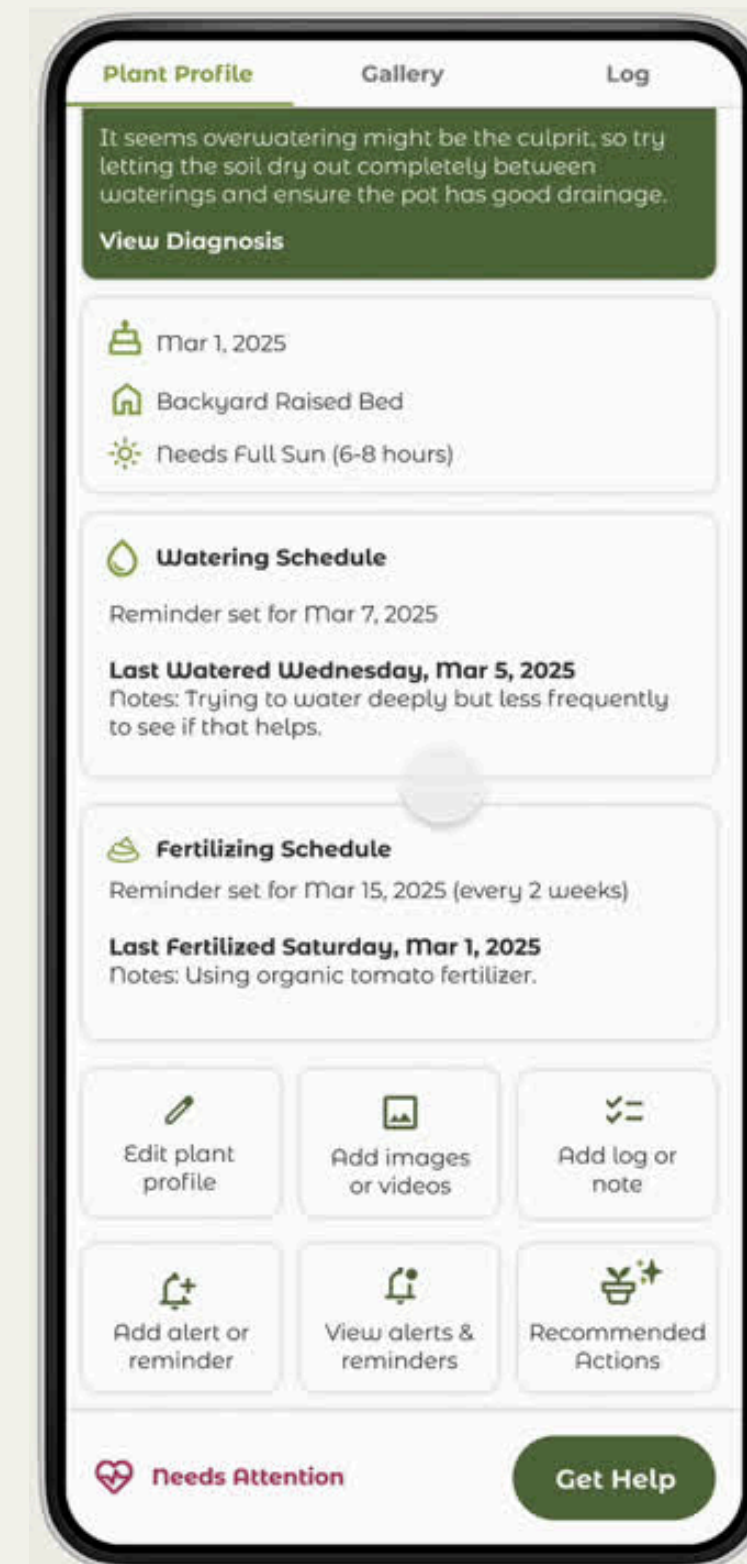 Plant Profile Gallery Log
It seems overwatering might be the culprit, so try
letting the soil dry out completely between
waterings and ensure the pot has good drainage.
View Diagnosis
Mar 1, 2025
Backyard Raised Bed
Needs Full Sun (6-8 hours)
Watering Schedule
Reminder set for Mar 7, 2025
Last Watered Wednesday, Mar 5, 2025
Notes: Trying to water deeply but less frequently
to see if that helps.
Fertilizing Schedule
Reminder set for Mar 15, 2025 (every 2 weeks)
Last Fertilized Saturday, Mar 1, 2025
Notes: Using organic tomato fertilizer.
Edit plant
profile
Add images
or videos
Add log or
note
Add alert or
reminder
View alerts &
reminders
Recommended
Actions
Needs Attention
Get Help